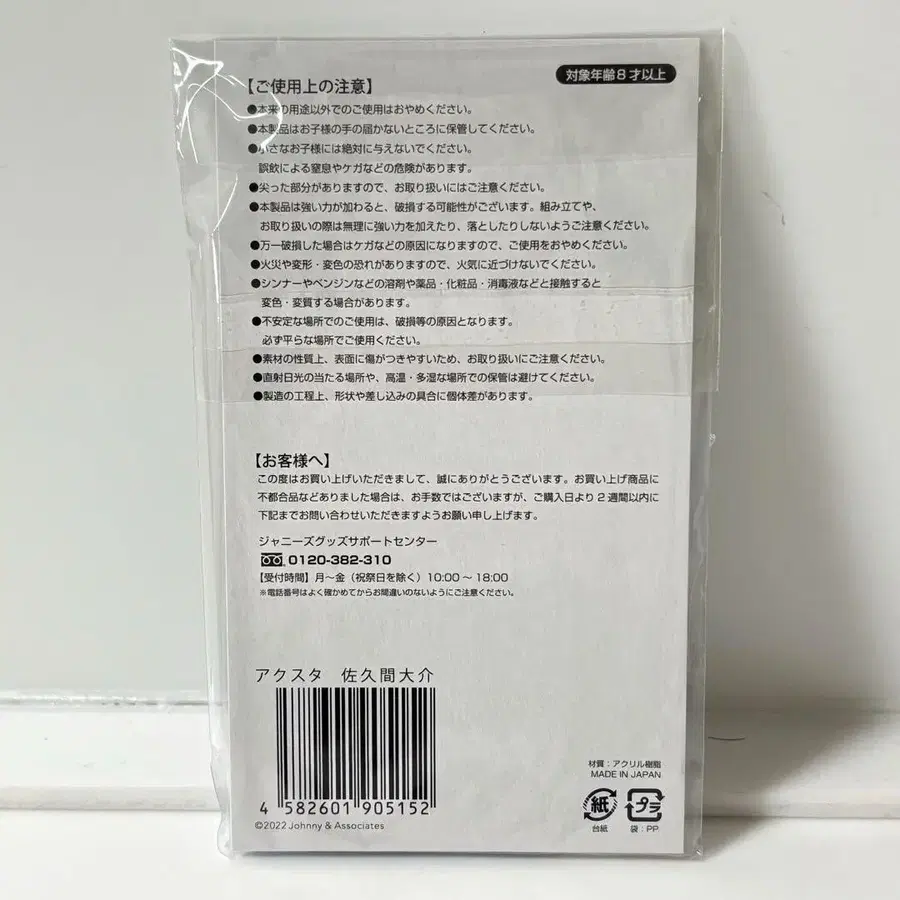 対象年齢8才以上
【ご使用上の注意】
●本来の用途以外でのご使用はおやめください。
●本製品はお子様の手の届かないところに保管してください。
●小さなお子様には絶対に与えないでください。
誤飲による窒息やケガなどの危険があります。
●尖った部分がありますので、お取り扱いにはご注意ください。
●本製品は強い力が加わると、破損する可能性がございます。組み立てや、
お取り扱いの際は無理に強い力を加えたり、落としたりしないようご注意ください。
●万一破損した場合はケガなどの原因になりますので、ご使用をおやめください。
●火災や変形・変色の恐れがありますので、火気に近づけないでください。
●シンナーやベンジンなどの溶剤や薬品・化粧品・消毒液などと接触すると
変色・変質する場合があります。
●不安定な場所でのご使用は、破損等の原因となります。
必ず平らな場所でご使用ください。
●素材の性質上、表面に傷がつきやすいため、お取り扱いにご注意ください。
●直射日光の当たる場所や、高温・多湿な場所での保管は避けてください。
●製造の工程上、形状や差し込みの具合に個体差があります。
【お客様へ】
この度はお買い上げいただきまして、誠にありがとうございます。お買い上げ商品に
不都合品などありました場合は、お手数ではございますが、ご購入日より2週間以内に
下記までお問い合わせいただきますようお願い申し上げます。
ジャニーズグッズサポートセンター
0120-382-310
【受付時間】月～金（祝祭日を除く）10:00～18:00
※電話番号はよく確かめてからお間違いのないようにご注意ください。
アクスタ 佐久間大介
4 582601 905152
©2022 Johnny & Associates
材質：アクリル樹脂
MADE IN JAPAN
紙 プラ
台紙 袋：PP